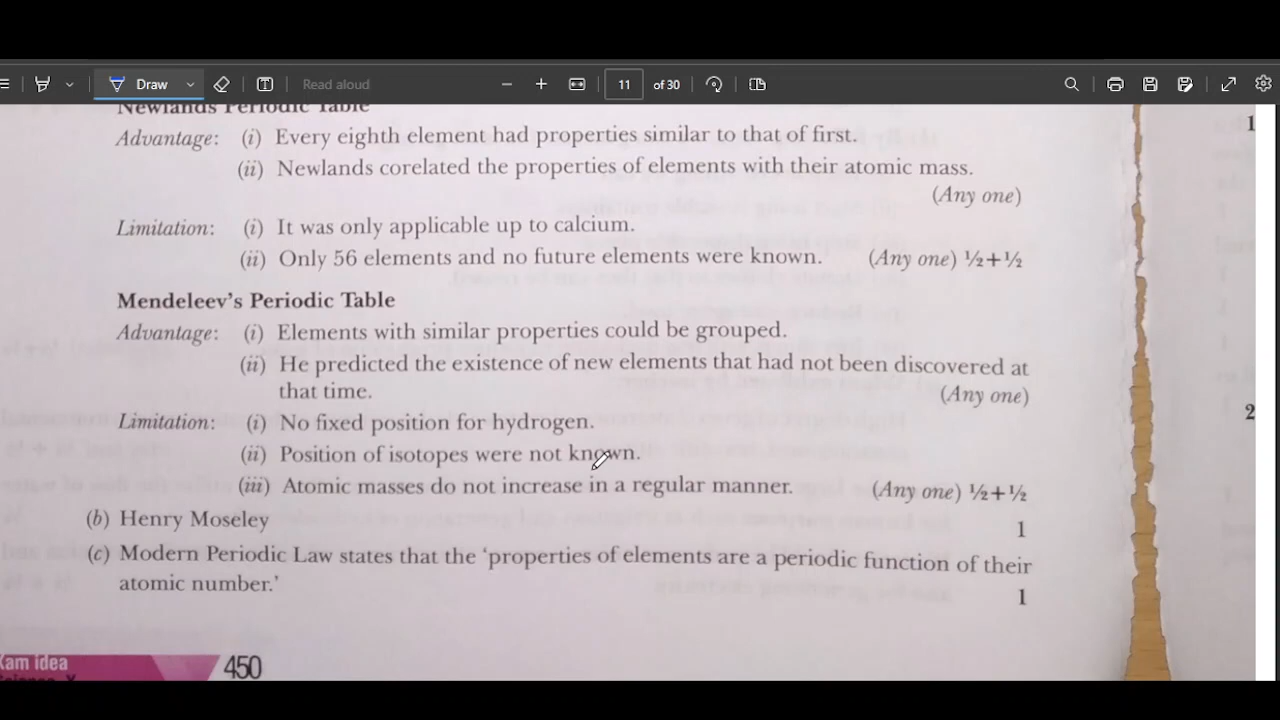 Draw
Read aloud
11 of 30
Newlands Periodic Table
Advantage: (i) Every eighth element had properties similar to that of first.
(ii) Newlands corelated the properties of elements with their atomic mass.
(Any one)
Limitation: (i) It was only applicable up to calcium.
(ii) Only 56 elements and no future elements were known. (Any one) ½+½
Mendeleev's Periodic Table
Advantage: (i) Elements with similar properties could be grouped.
(ii) He predicted the existence of new elements that had not been discovered at
that time. (Any one)
Limitation: (i) No fixed position for hydrogen.
(ii) Position of isotopes were not known.
(iii) Atomic masses do not increase in a regular manner. (Any one) ½+½
(b) Henry Moseley 1
(c) Modern Periodic Law states that the 'properties of elements are a periodic function of their
atomic number.' 1
Xam idea
450
1
2